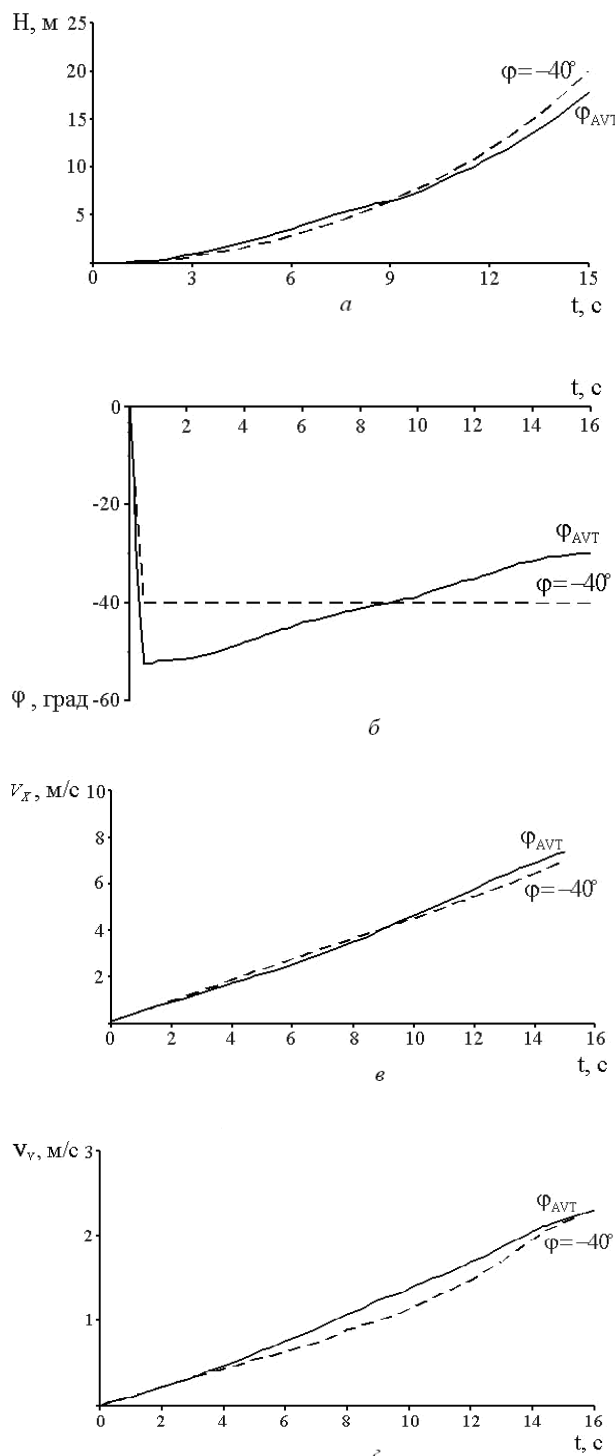 H, м
25
20
15
10
5
φ=−40°
φAVT
0 3 6 9 12 15
t, с
а
t, с
0
2 4 6 8 10 12 14 16
-20
-40
-60
φAVT
φ=−40°
φ , град
б
VX, м/с
10
8
6
4
2
φAVT
φ=−40°
0 2 4 6 8 10 12 14 16
t, с
в
Vy, м/с
3
2
1
φAVT
φ=−40°
0 2 4 6 8 10 12 14 16
t, с
г